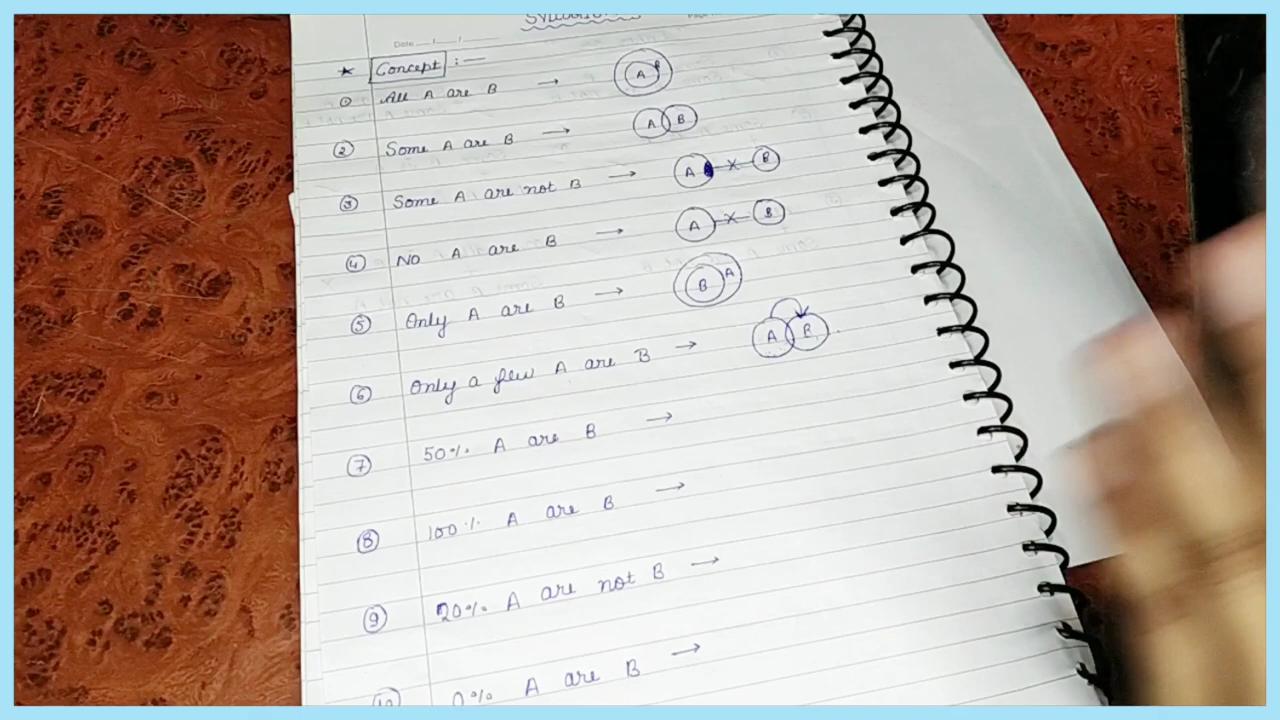 Date
* Concept :—
① All A are B → A B
② Some A are B → A B
③ Some A are not B → A × B
④ No A are B → A × B
⑤ Only A are B → B A
⑥ Only a few A are B → A B
⑦ 50% A are B →
⑧ 100% A are B →
⑨ 20% A are not B →
0% A are B →